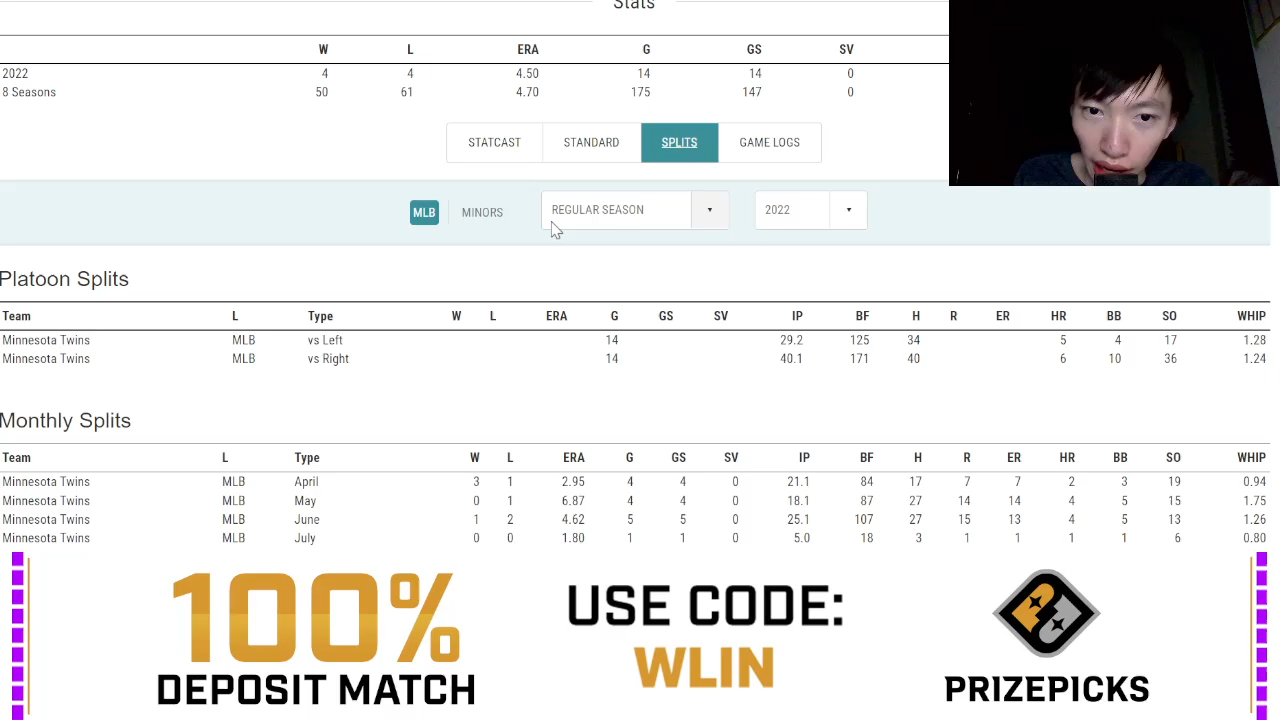 Stats
W L ERA G GS SV
2022 4 4 4.50 14 14 0
8 Seasons 50 61 4.70 175 147 0
STATCAST STANDARD SPLITS GAME LOGS
MLB MINORS REGULAR SEASON 2022
Platoon Splits
Team L Type W L ERA G GS SV IP BF H R ER HR BB SO WHIP
Minnesota Twins MLB vs Left 14 29.2 125 34 5 4 17 1.28
Minnesota Twins MLB vs Right 14 40.1 171 40 6 10 36 1.24
Monthly Splits
Team L Type W L ERA G GS SV IP BF H R ER HR BB SO WHIP
Minnesota Twins MLB April 3 1 2.95 4 4 0 21.1 84 17 7 7 2 3 19 0.94
Minnesota Twins MLB May 0 1 6.87 4 4 0 18.1 87 27 14 14 4 5 15 1.75
Minnesota Twins MLB June 1 2 4.62 5 5 0 25.1 107 27 15 13 4 5 13 1.26
Minnesota Twins MLB July 0 0 1.80 1 1 0 5.0 18 3 1 1 1 1 6 0.80
100%
DEPOSIT MATCH
USE CODE:
WLIN
PRIZEPICKS